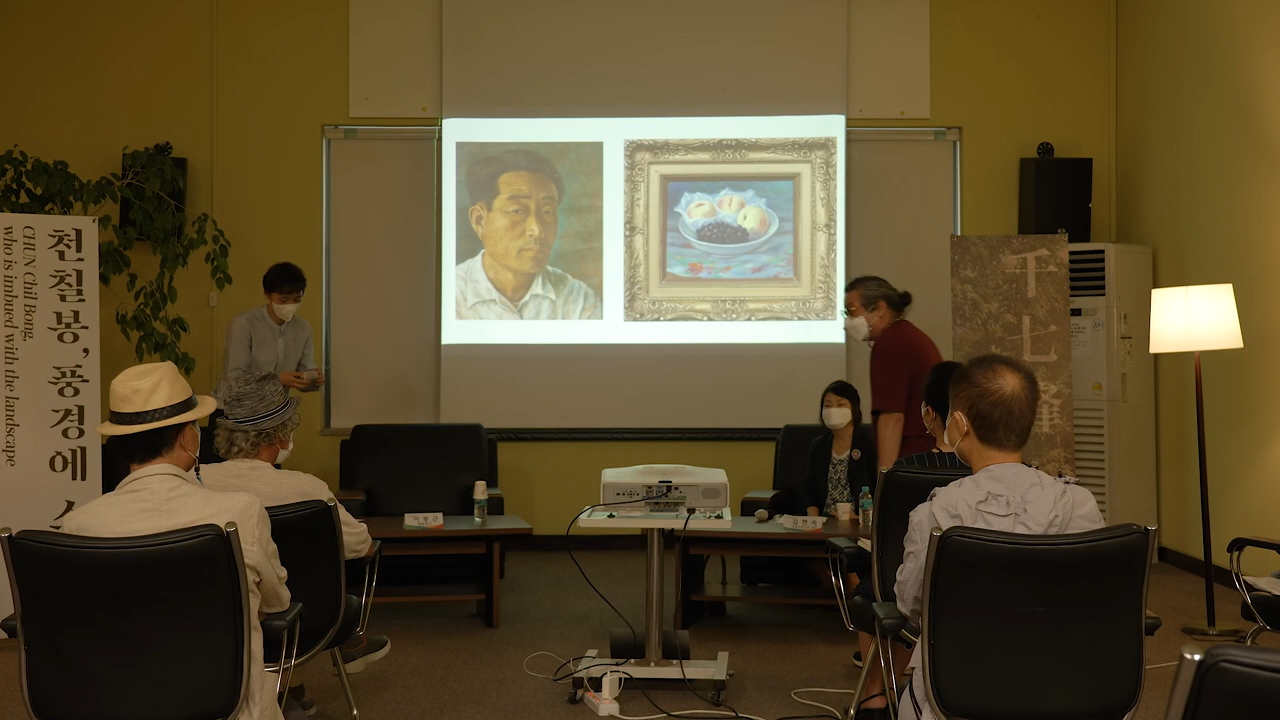 천칠봉, 풍경에
CHUN Chil Bong,
who is imbued with the landscape
千
七
峰